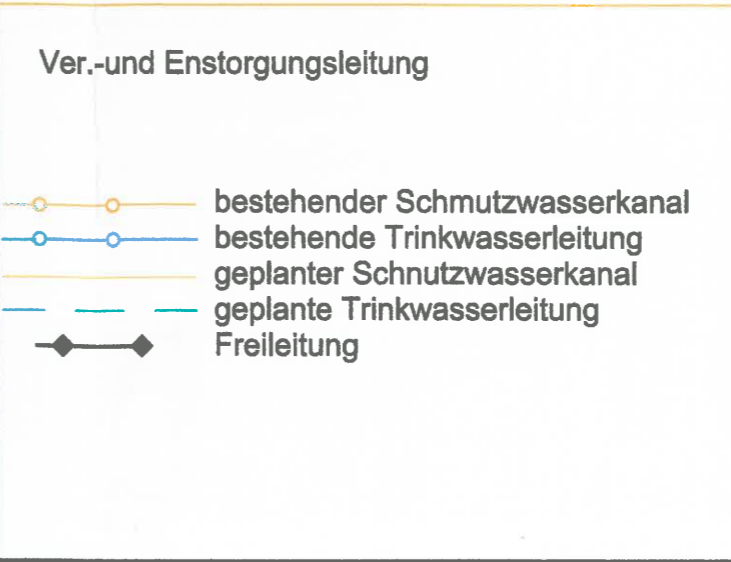 Ver.-und Enstorgungsleitung
bestehender Schmutzwasserkanal
bestehende Trinkwasserleitung
geplanter Schnutzwasserkanal
geplante Trinkwasserleitung
Freileitung